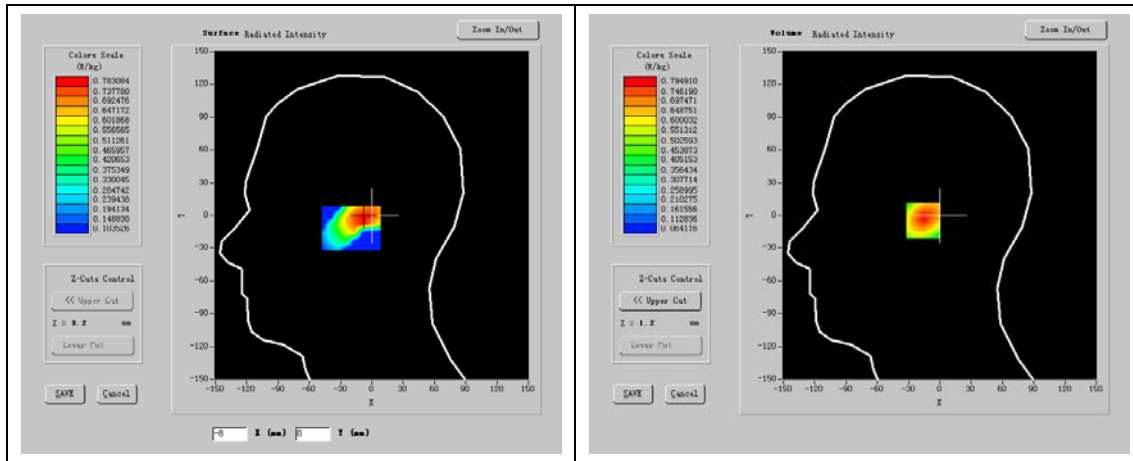 Surface Radiated Intensity
Zoom In/Out
Colors Scale
(W/kg)
0.783084
0.737780
0.692476
0.647172
0.601868
0.556565
0.511261
0.465957
0.420653
0.375349
0.330045
0.284742
0.239438
0.194134
0.148830
0.103526
150
120
90
60
30
0
-30
-60
-90
-120
-150
Y
-150 -120 -90 -60 -30 0 30 60 90 120 150
X
Z-Cuts Control
<< Upper Cut
mm
Lower Cut
SAVE Cancel
-8 X (mm) 0 Y (mm)
Volume Radiated Intensity
Zoom In/Out
Colors Scale
(W/kg)
0.794910
0.746190
0.697471
0.648751
0.600032
0.551312
0.502593
0.453873
0.405153
0.356434
0.307714
0.258995
0.210275
0.161556
0.112836
0.064116
150
120
90
60
30
0
-30
-60
-90
-120
-150
Y
-150 -120 -90 -60 -30 0 30 60 90 120 150
X
Z-Cuts Control
<< Upper Cut
mm
Lower Cut
SAVE Cancel